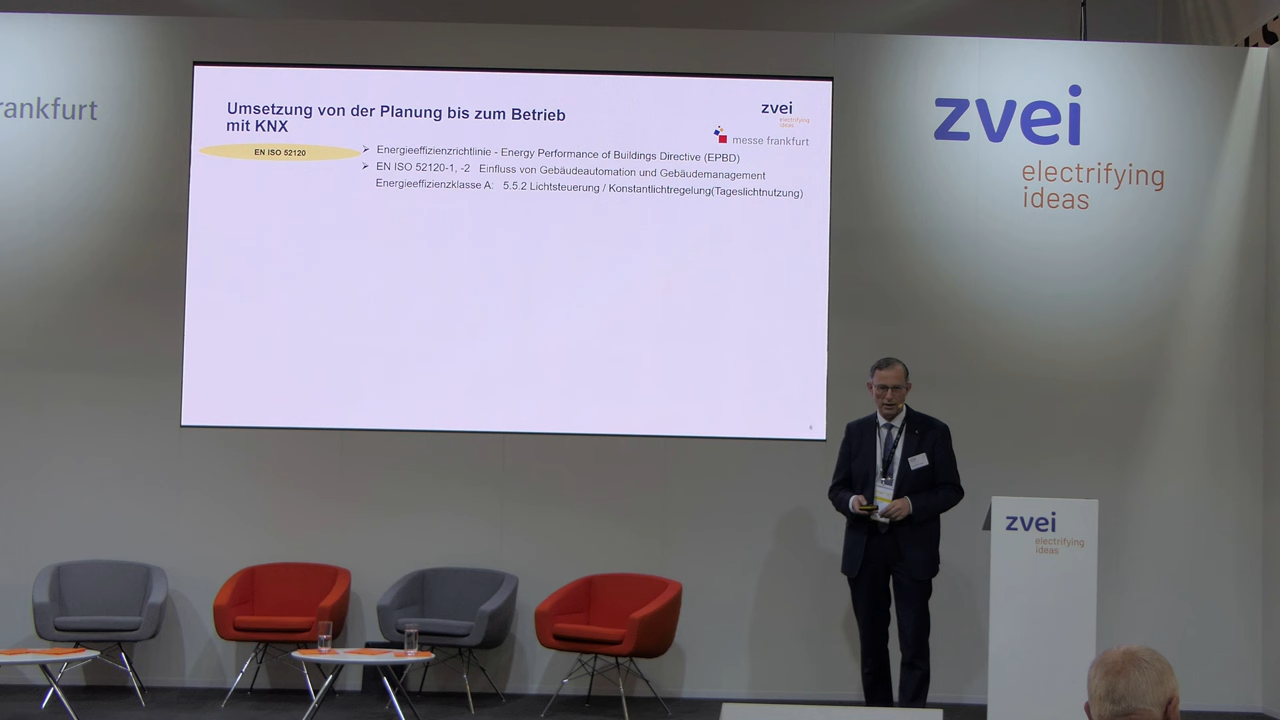 rankfurt
Umsetzung von der Planung bis zum Betrieb
mit KNX
zvei
electrifying
ideas
messe frankfurt
EN ISO 52120
➢ Energieeffizienzrichtlinie - Energy Performance of Buildings Directive (EPBD)
➢ EN ISO 52120-1, -2 Einfluss von Gebäudeautomation und Gebäudemanagement
Energieeffizienzklasse A: 5.5.2 Lichtsteuerung / Konstantlichtregelung(Tageslichtnutzung)
zvei
electrifying
ideas
zvei
electrifying
ideas